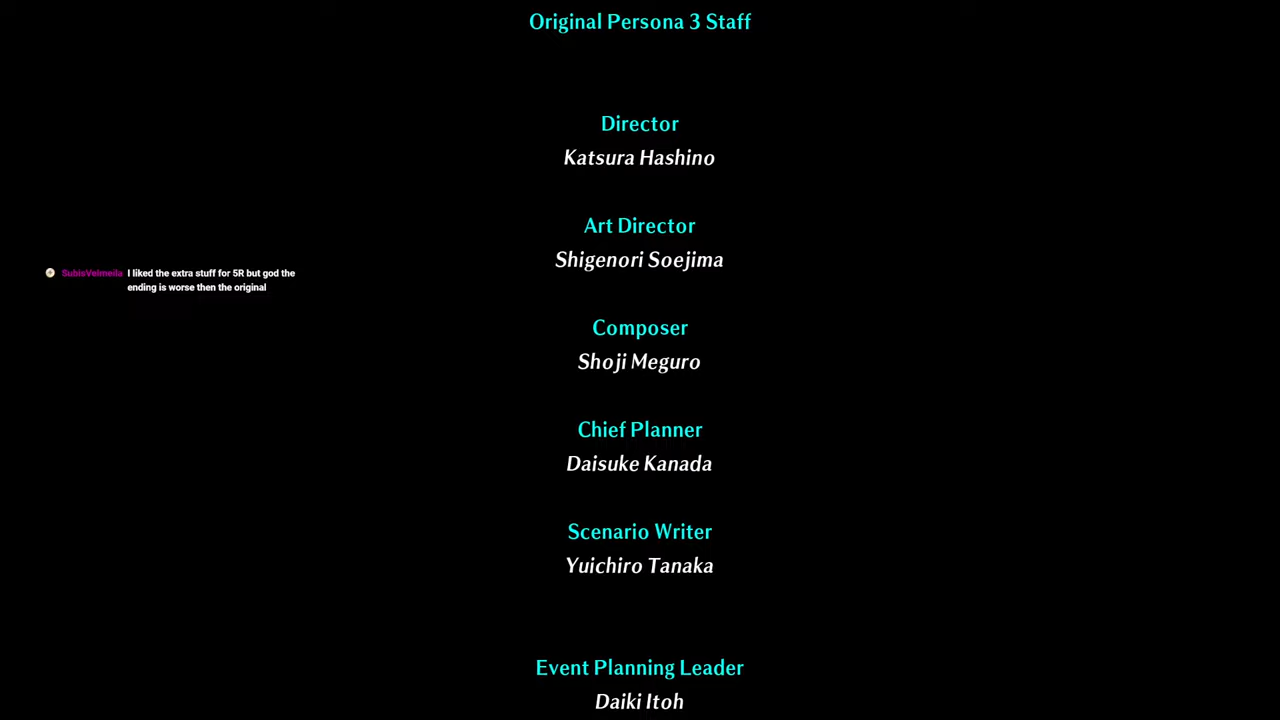 Original Persona 3 Staff
Director
Katsura Hashino
Art Director
Shigenori Soejima
SubieVelmeila I liked the extra stuff for 5R but god the
ending is worse then the original
Composer
Shoji Meguro
Chief Planner
Daisuke Kanada
Scenario Writer
Yuichiro Tanaka
Event Planning Leader
Daiki Itoh